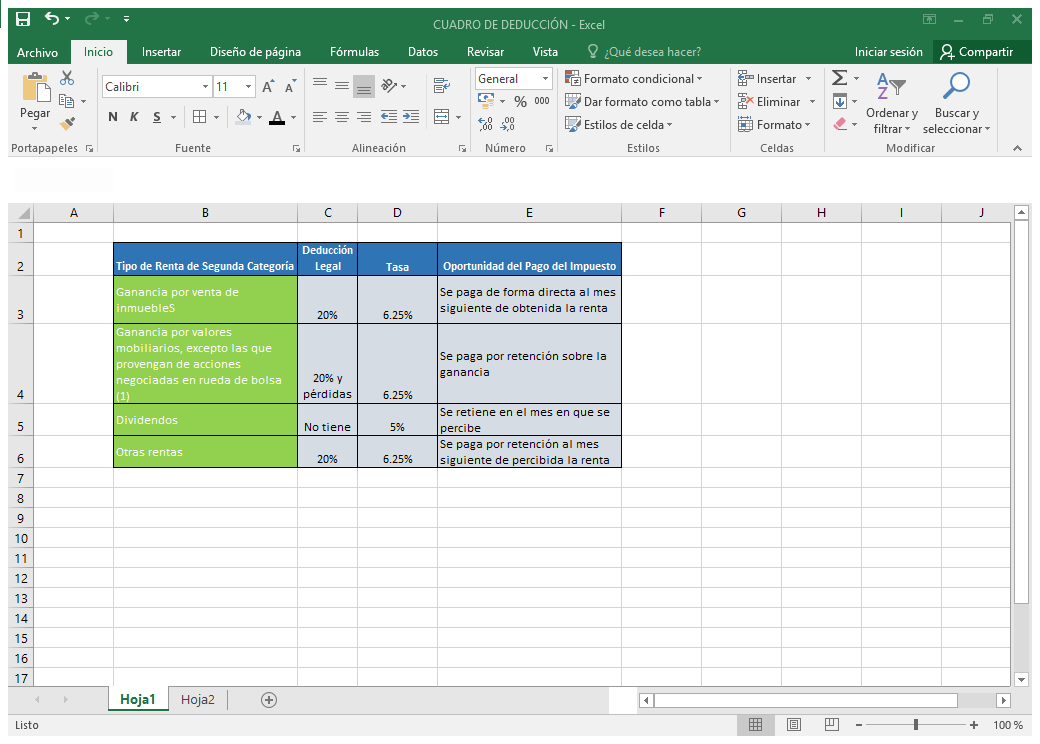 CUADRO DE DEDUCCIÓN - Excel
Archivo Inicio Insertar Diseño de página Fórmulas Datos Revisar Vista ¿Qué desea hacer? Iniciar sesión Compartir
Pegar
Calibri 11
N K S A
General
% 000
Formato condicional
Dar formato como tabla
Estilos de celda
Insertar
Eliminar
Formato
Ordenar y
filtrar
Buscar y
seleccionar
Portapapeles Fuente Alineación Número Estilos Celdas Modificar
A B C D E F G H I J
1
2
Tipo de Renta de Segunda Categoria
Deducción
Legal
Tasa
Oportunidad del Pago del Impuesto
3
Ganancia por venta de
inmuebleS
20%
6.25%
Se paga de forma directa al mes
siguiente de obtenida la renta
4
Ganancia por valores
mobiliarios, excepto las que
provengan de acciones
negociadas en rueda de bolsa
(1)
20% y
pérdidas
6.25%
Se paga por retención sobre la
ganancia
5
Dividendos
No tiene
5%
Se retiene en el mes en que se
percibe
6
Otras rentas
20%
6.25%
Se paga por retención al mes
siguiente de percibida la renta
7
8
9
10
11
12
13
14
15
16
17
Hoja1 Hoja2
Listo 100 %